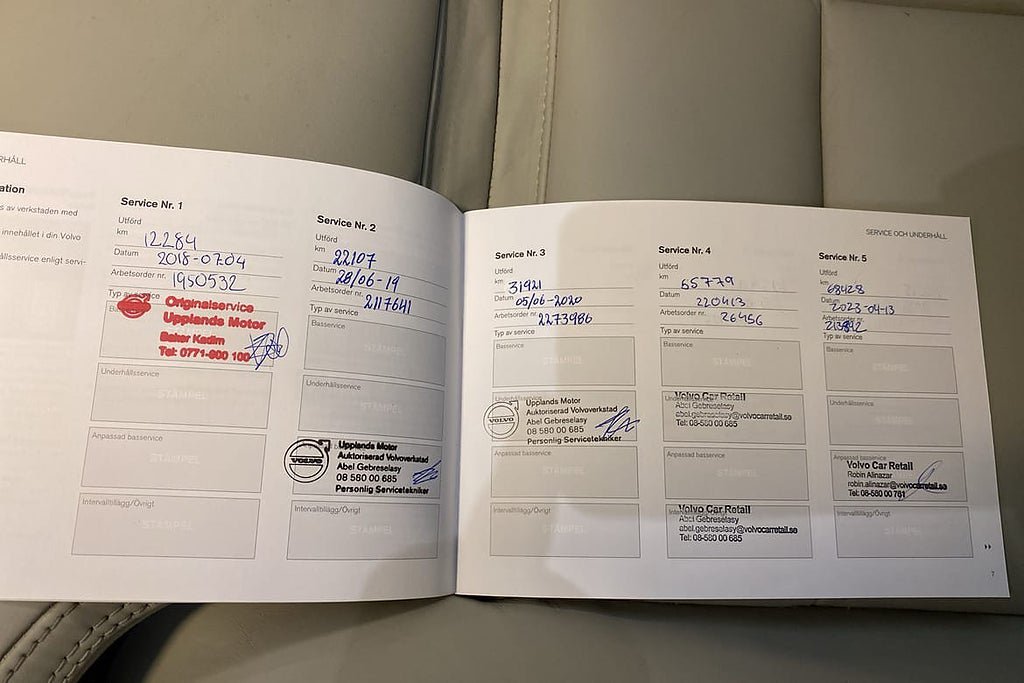 RHÅLL
ation
s av verkstaden med
innehållet i din Volvo
ållsservice enligt servi-
Service Nr. 1
Utförd
km 12284
Datum 2018-07-04
Arbetsorder nr. 1950532
Typ av service
Originalservice
Upplands Motor
Baker Kadim
Tel: 0771-800 100
Underhållsservice
STÄMPEL
Anpassad basservice
STÄMPEL
Intervalltillägg/Övrigt
STÄMPEL
Service Nr. 2
Utförd
km 22107
Datum 28/06-19
Arbetsorder nr. 2117641
Typ av service
Basservice
STÄMPEL
Underhållsservice
STÄMPEL
VOLVO
Upplands Motor
Auktoriserad Volvoverkstad
Abel Gebreselasy
08 580 00 685
Personlig Servicetekniker
Intervalltillägg/Övrigt
STÄMPEL
SERVICE OCH UNDERHÅLL
Service Nr. 3
Utförd
km 31921
Datum 05/06-2020
Arbetsorder nr. 2273986
Typ av service
Basservice
STÄMPEL
Underhållsservice
VOLVO
Upplands Motor
Auktoriserad Volvoverkstad
Abel Gebreselasy
08 580 00 685
Personlig Servicetekniker
Anpassad basservice
STÄMPEL
Intervalltillägg/Övrigt
STÄMPEL
Service Nr. 4
Utförd
km 65779
Datum 220413
Arbetsorder nr. 26456
Typ av service
Basservice
STÄMPEL
Underhållsservice
Volvo Car Retail
Abel Gebreselasy
abel.gebreselasy@volvocarretail.se
Tel: 08-580 00 685
Anpassad basservice
STÄMPEL
Volvo Car Retail
Abel Gebreselasy
abel.gebreselasy@volvocarretail.se
Tel: 08-580 00 685
Service Nr. 5
Utförd
km 68428
Datum 2023-04-13
Arbetsorder nr.
Typ av service
Basservice
STÄMPEL
Underhållsservice
STÄMPEL
Anpassad basservice
Volvo Car Retail
Robin Alinazar
robin.alinazar@volvocarretail.se
Tel: 08-580 00 761
Intervalltillägg/Övrigt
STÄMPEL
7